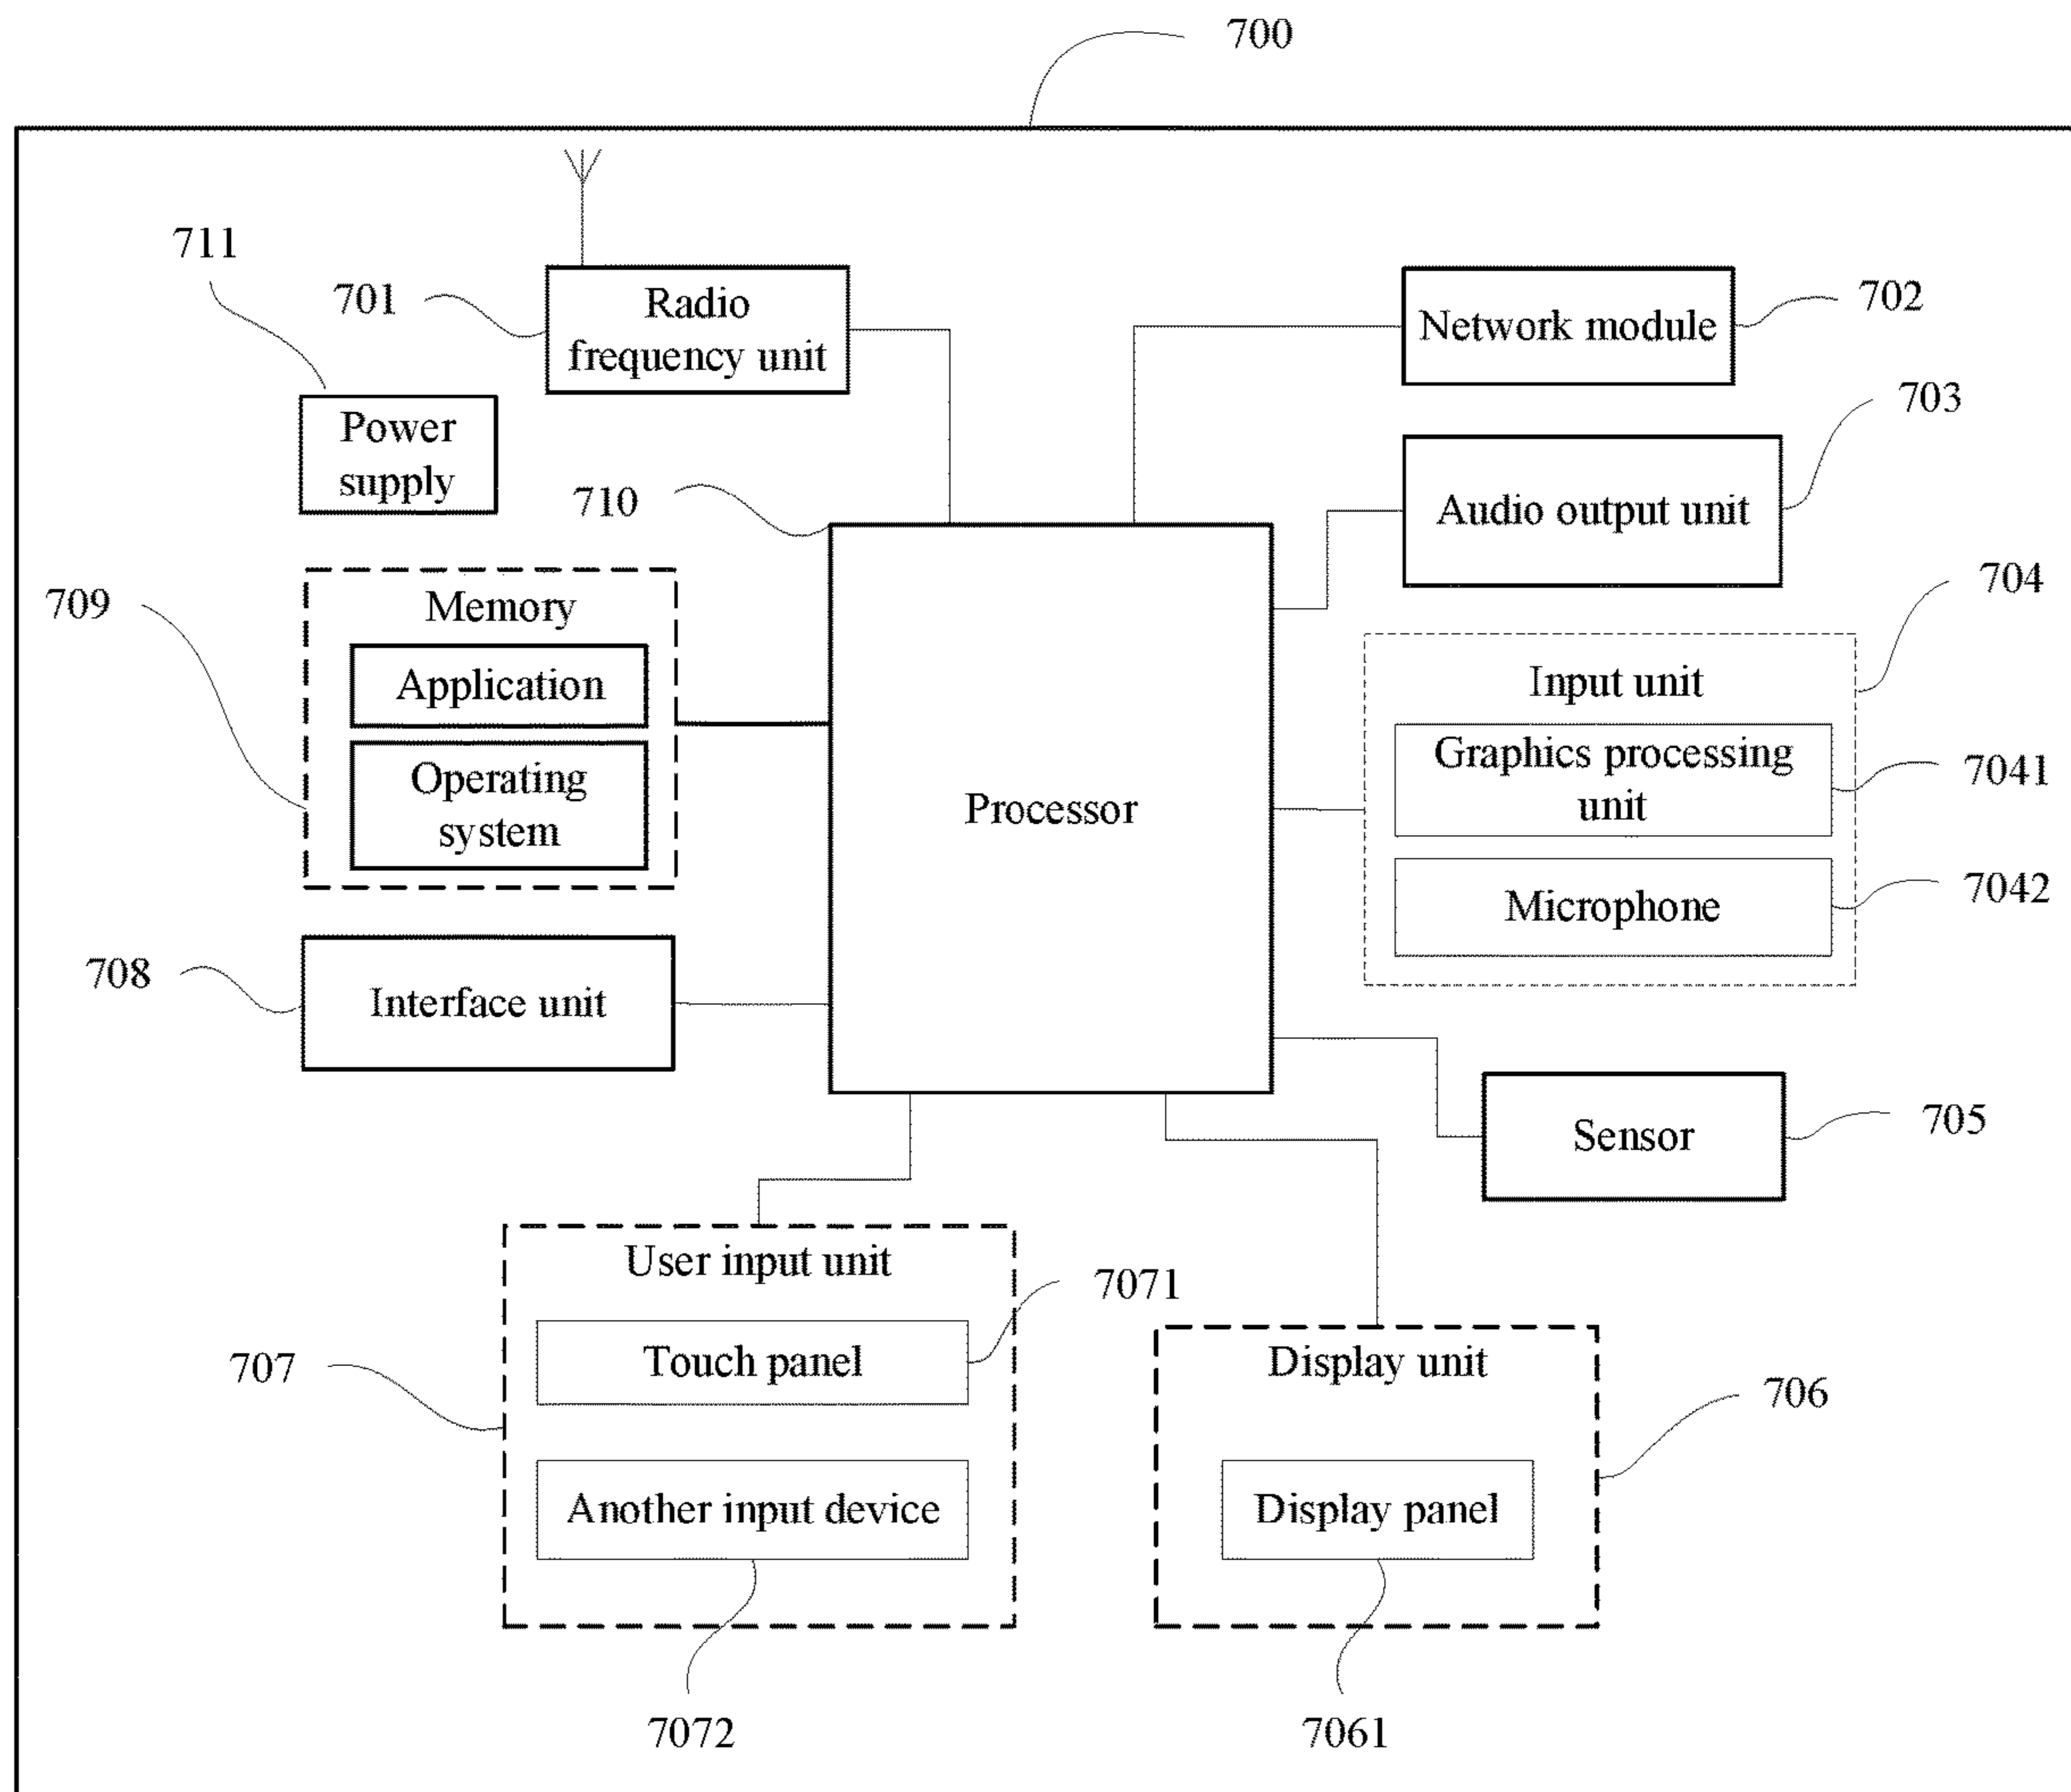 700
711
701
Radio
frequency unit
Network module
702
703
Power
supply
710
Audio output unit
709
Memory
Application
Operating
system
Processor
704
Input unit
Graphics processing
unit
7041
Microphone
7042
708
Interface unit
Sensor
705
User input unit
7071
Touch panel
707
Another input device
7072
Display unit
706
Display panel
7061